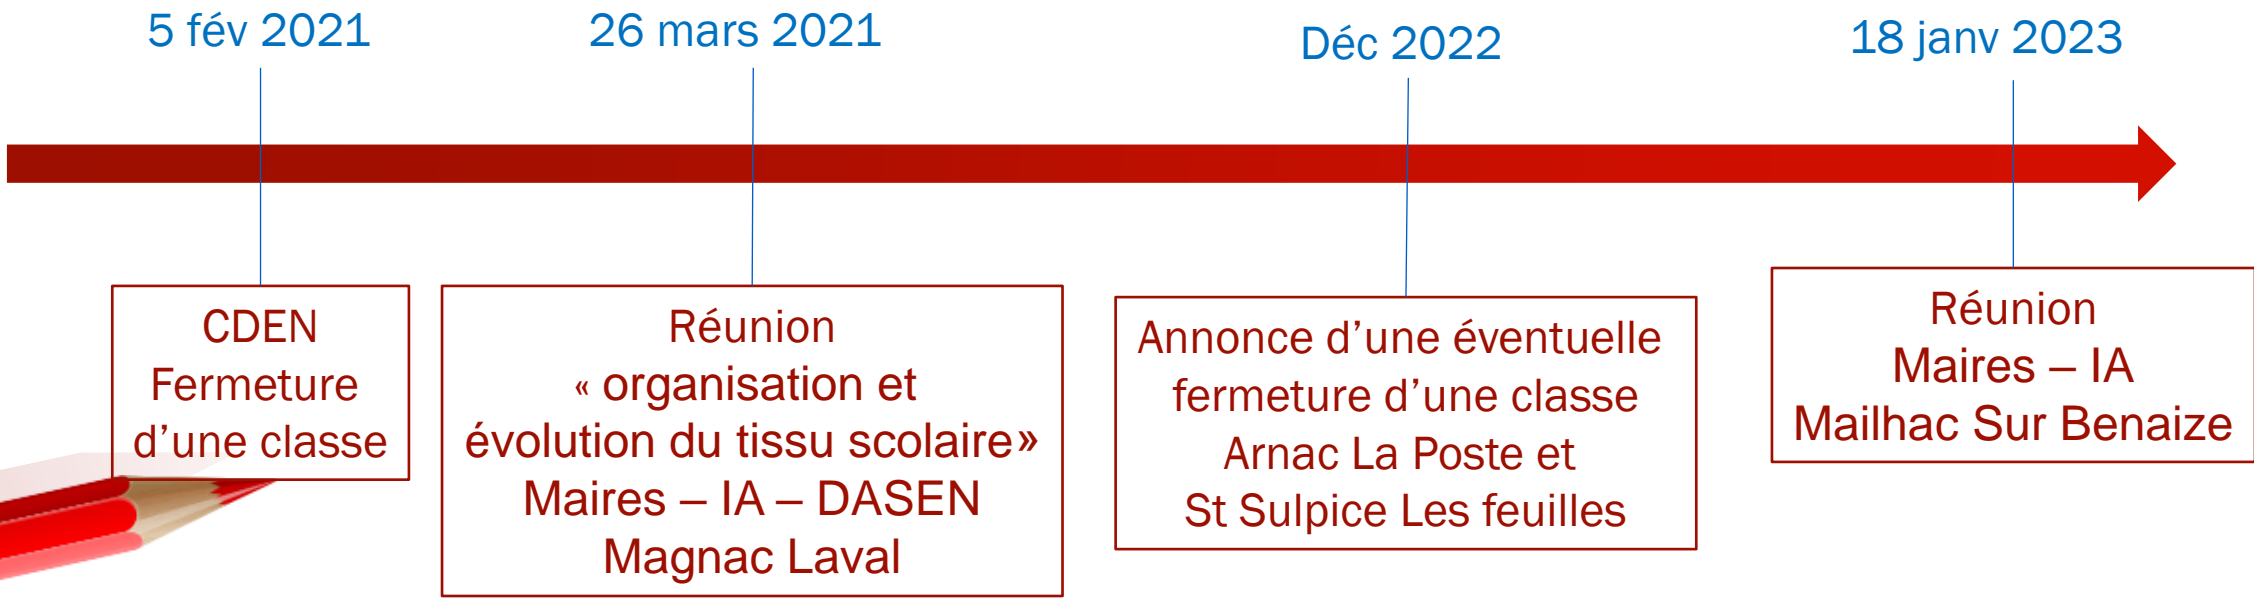 5 fév 2021
26 mars 2021
Déc 2022
18 janv 2023
CDEN
Fermeture
d’une classe
Réunion
« organisation et
évolution du tissu scolaire»
Maires – IA – DASEN
Magnac Laval
Annonce d’une éventuelle
fermeture d’une classe
Arnac La Poste et
St Sulpice Les feuilles
Réunion
Maires – IA
Mailhac Sur Benaize